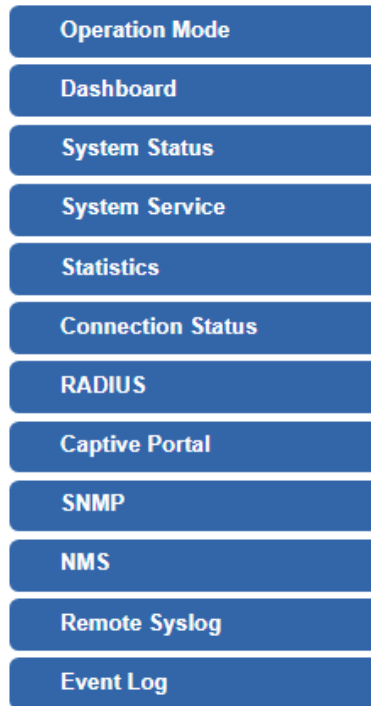 Operation Mode
Dashboard
System Status
System Service
Statistics
Connection Status
RADIUS
Captive Portal
SNMP
NMS
Remote Syslog
Event Log